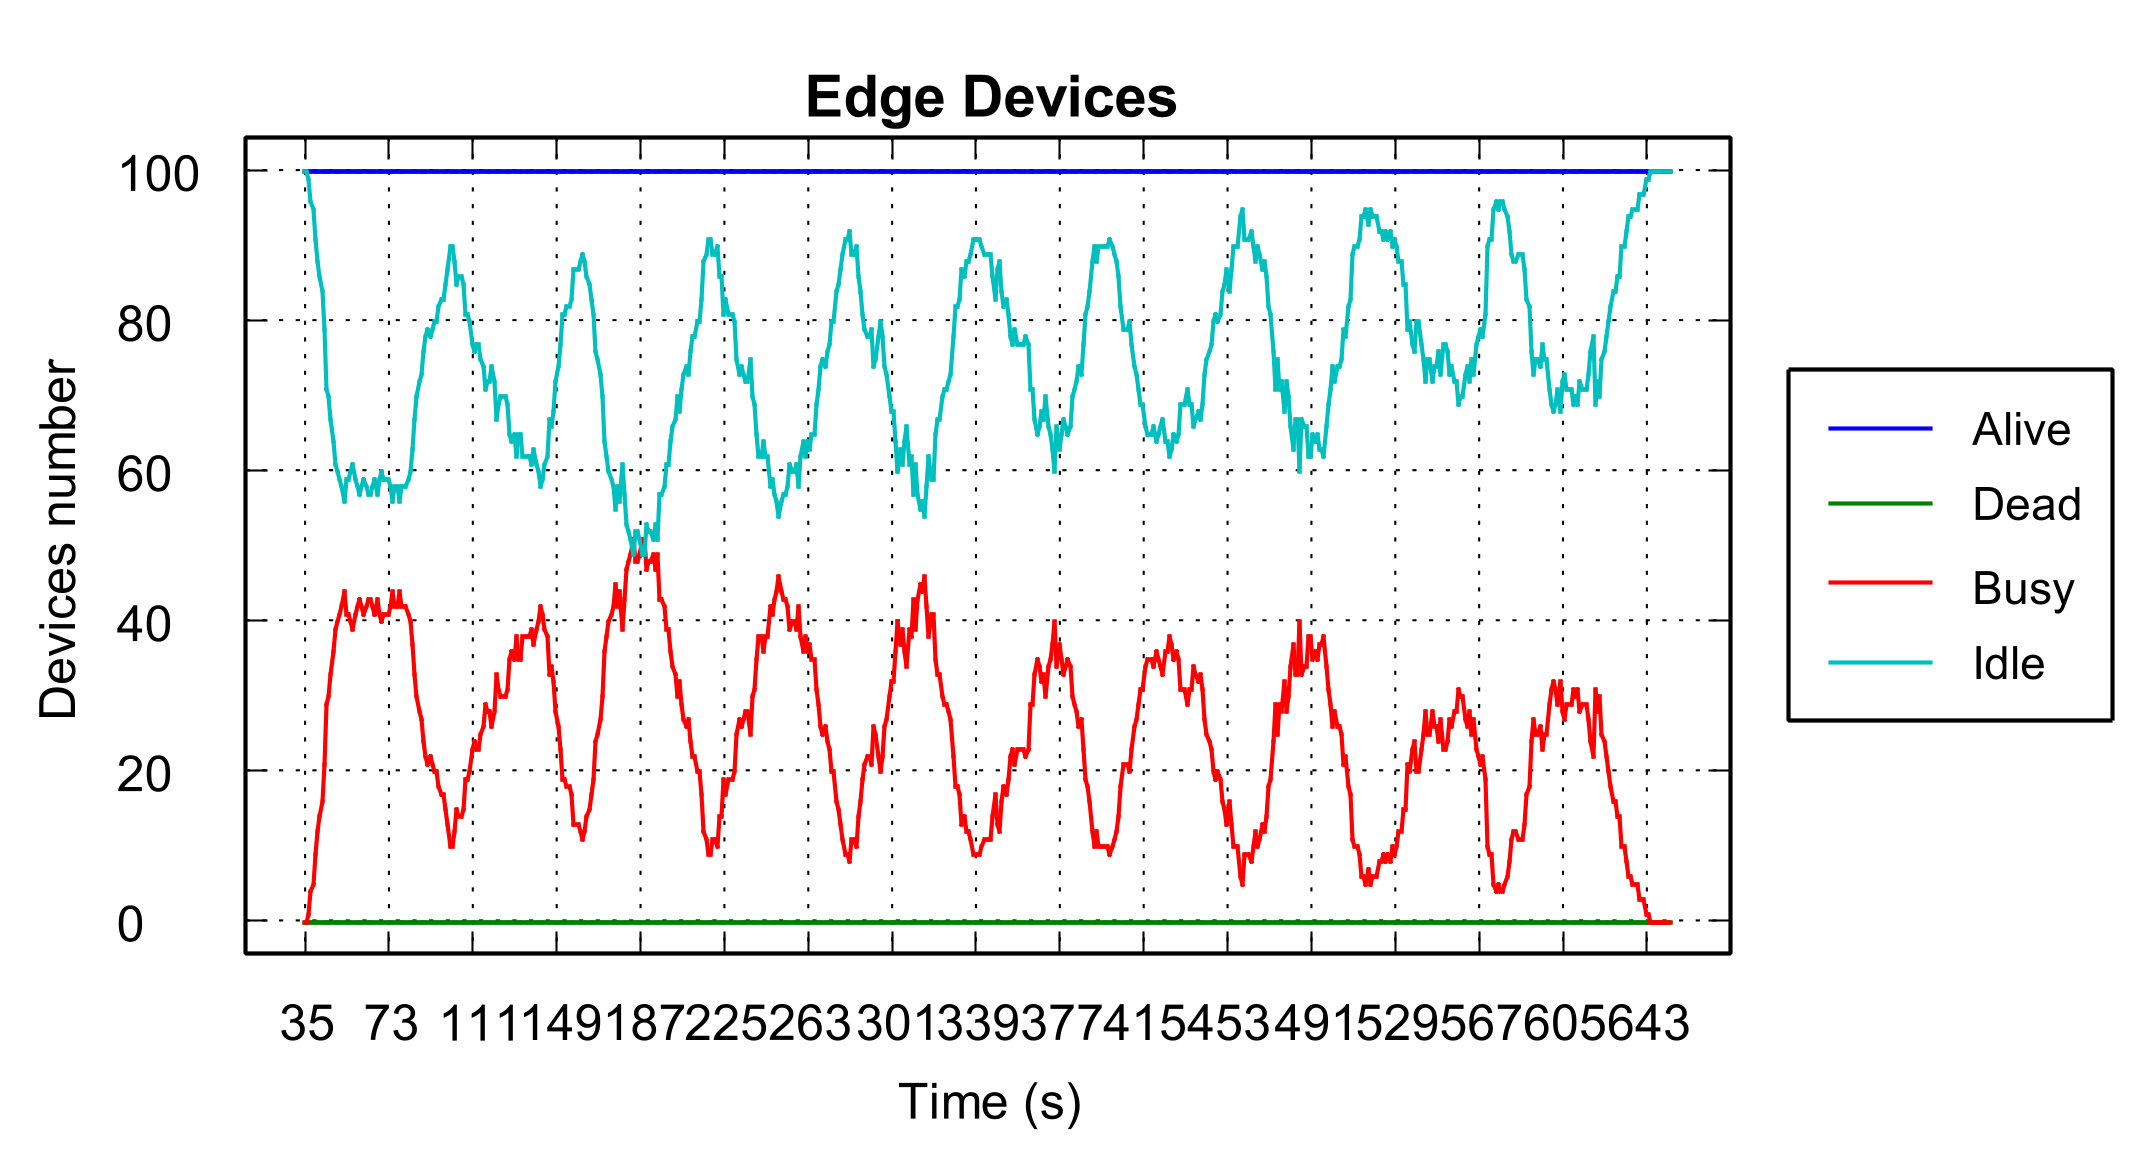 Edge Devices
100
80
60
40
20
0
Devices number
35 73 111 149 187 225 263 301 339 377 415 453 491 529 567 605 643
Time (s)
Alive
Dead
Busy
Idle